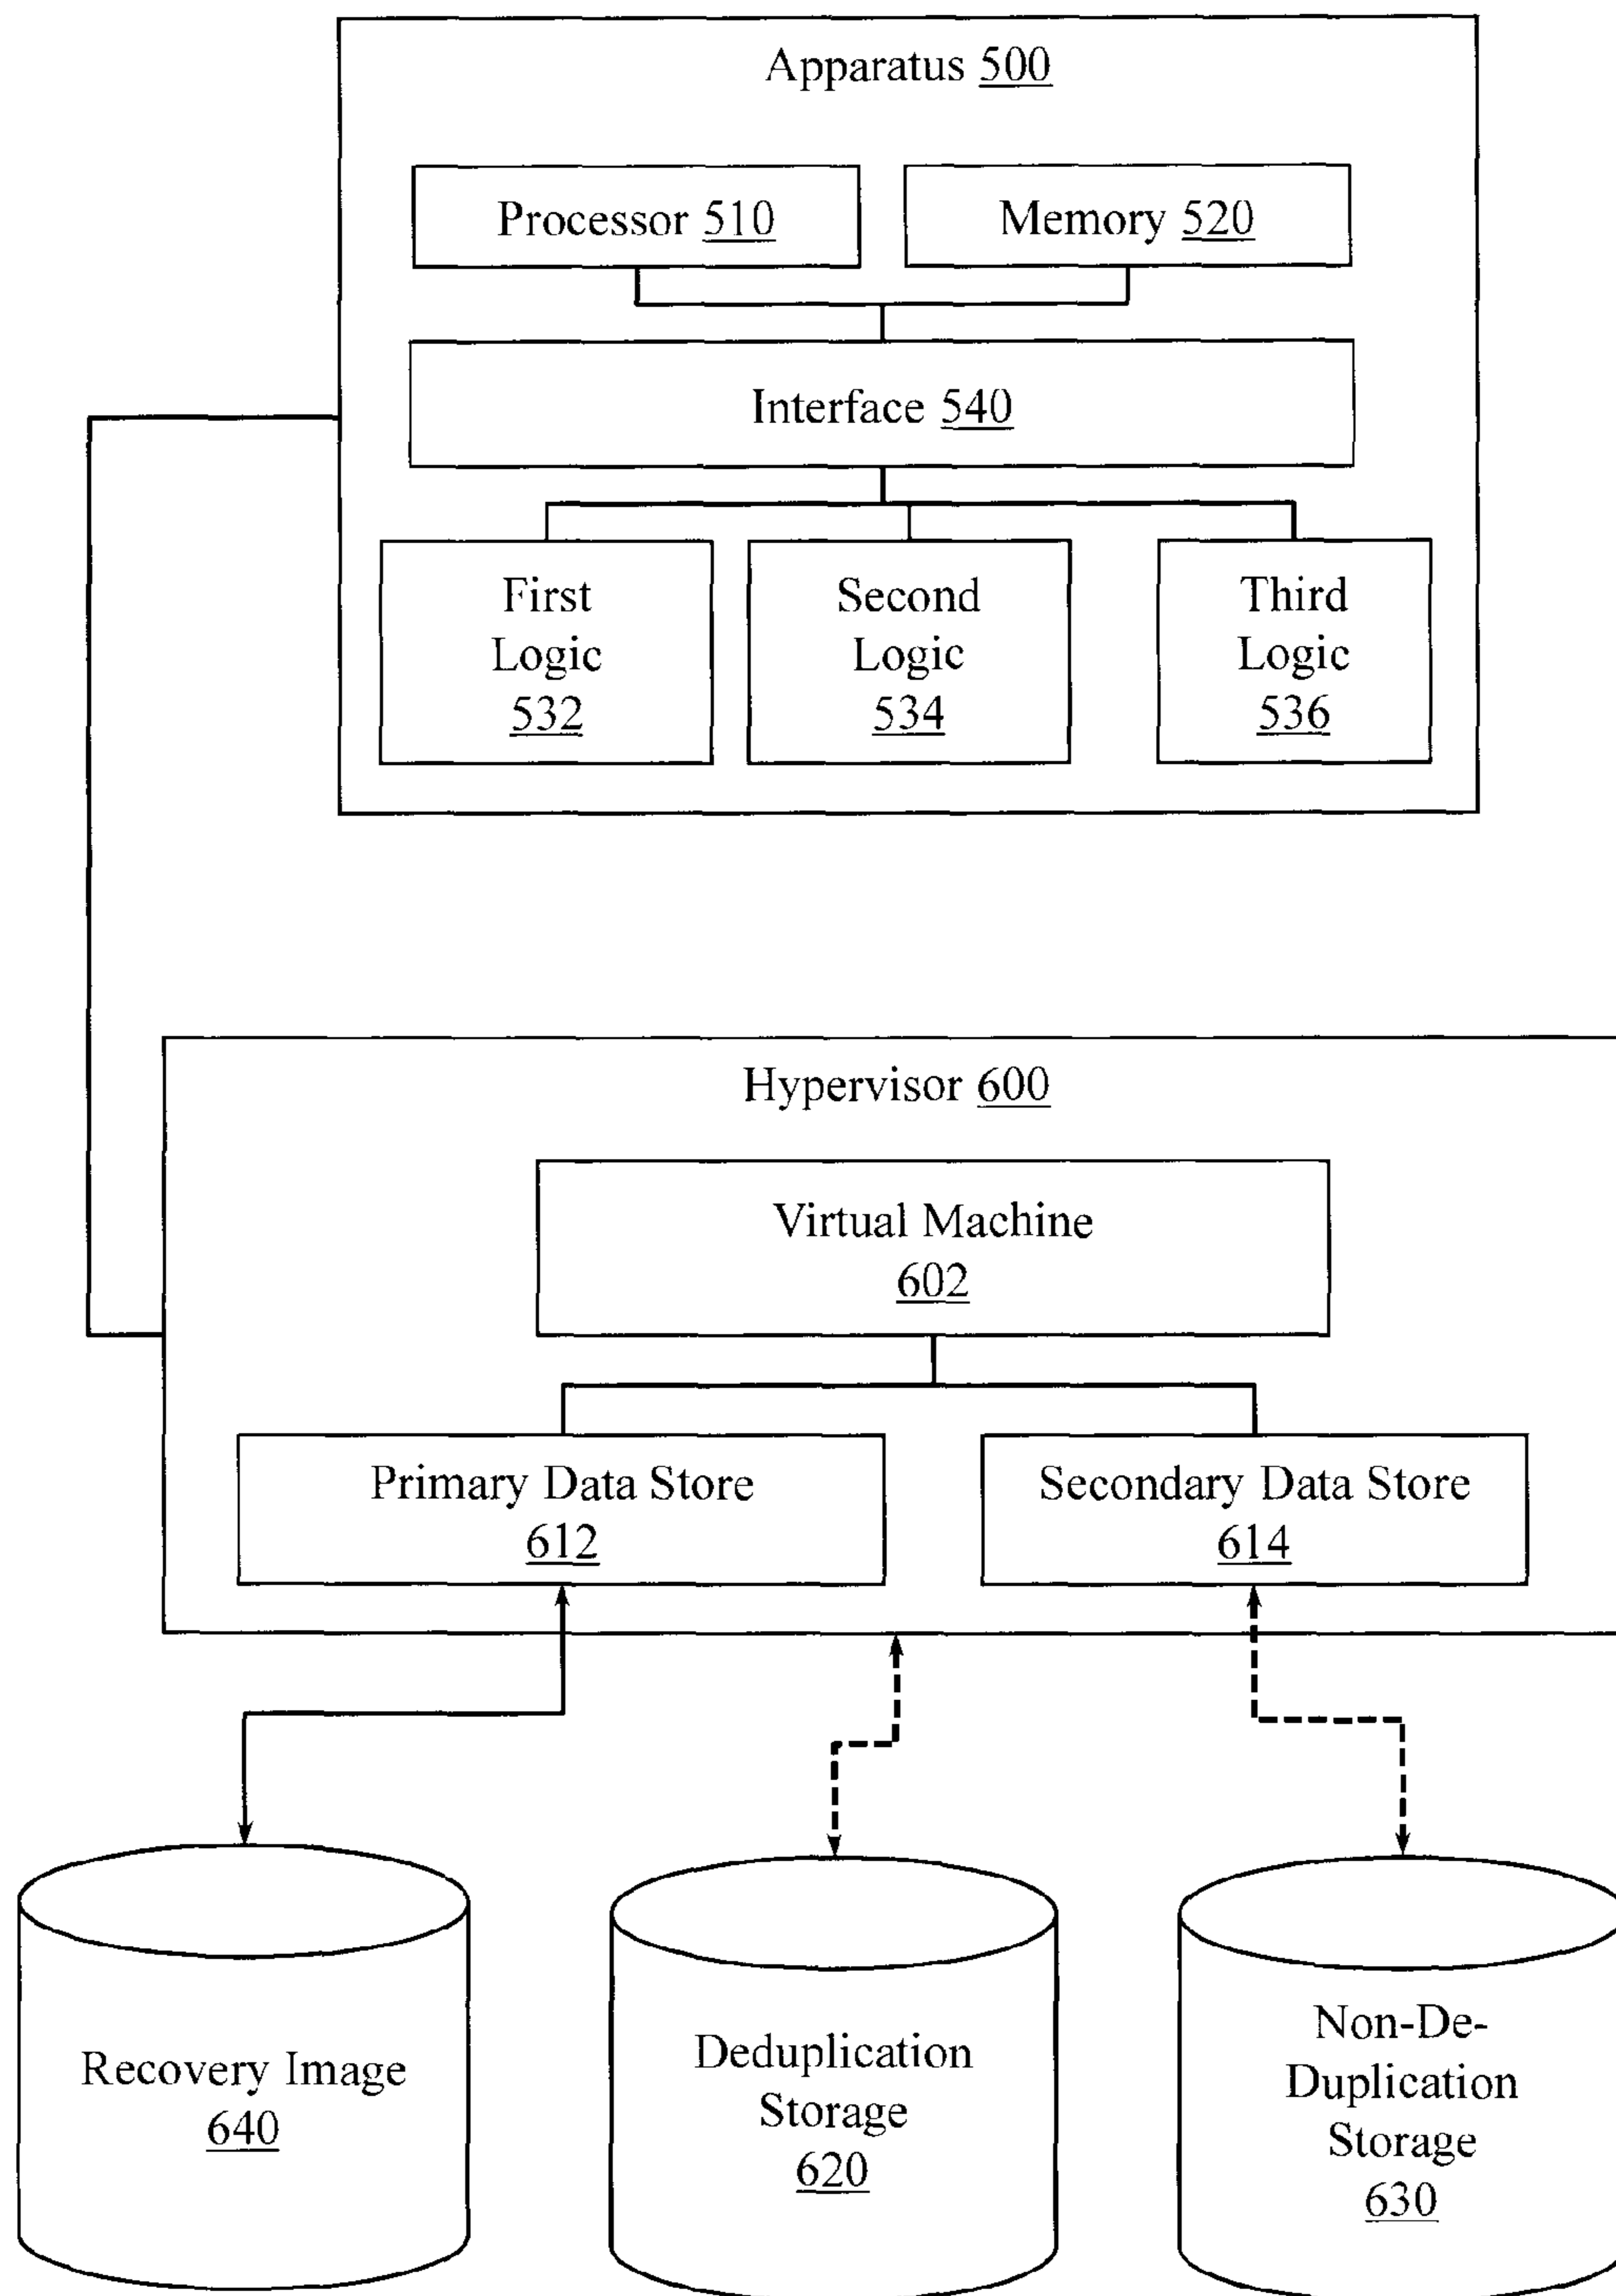 Apparatus 500
Processor 510
Memory 520
Interface 540
First
Logic
532
Second
Logic
534
Third
Logic
536
Hypervisor 600
Virtual Machine
602
Primary Data Store
612
Secondary Data Store
614
Recovery Image
640
Deduplication
Storage
620
Non-De-
Duplication
Storage
630